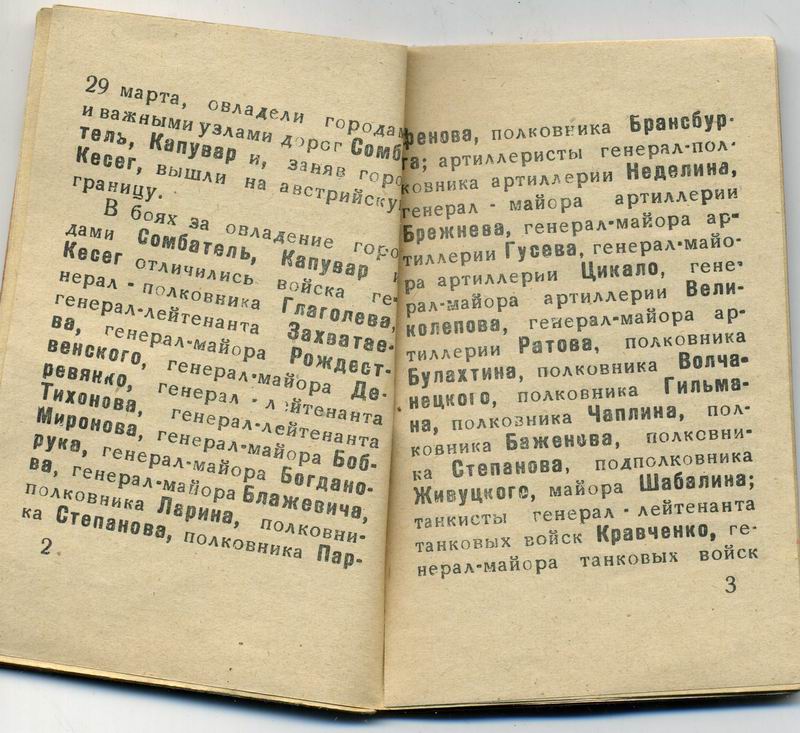 29 марта, овладели городам
и важными узлами дорог Сомб
тель, Капувар и, заняв горо
Кесег, вышли на австрийску
границу.
В боях за овладение горо
дами Сомбатель, Капувар и
Кесег отличились войска ге-
нерал-полковника Глаголева,
генерал-лейтенанта Захватае-
ва, генерал-майора Рождест-
венского, генерал-майора Де-
ревянко, генерал-лейтенанта
Тихонова, генерал-лейтенанта
Миронова, генерал-майора Боб-
рука, генерал-майора Богдано-
ва, генерал-майора Блажевича,
полковника Ларина, полковни-
ка Степанова, полковника Пар-
2
фенова, полковника Брансбур-
га; артиллеристы генерал-пол-
ковника артиллерии Неделина,
генерал-майора артиллерии
Брежнева, генерал-майора ар-
тиллерии Гусева, генерал-майо-
ра артиллерии Цикало, гене-
рал-майора артиллерии Вели-
колепова, генерал-майора ар-
тиллерии Ратова, полковника
Булахтина, полковника Волча-
нецкого, полковника Гильма-
на, полковника Чаплина, пол-
ковника Баженова, полковни-
ка Степанова, подполковника
Живуцкого, майора Шабалина;
танкисты генерал-лейтенанта
танковых войск Кравченко, ге-
нерал-майора танковых войск
3